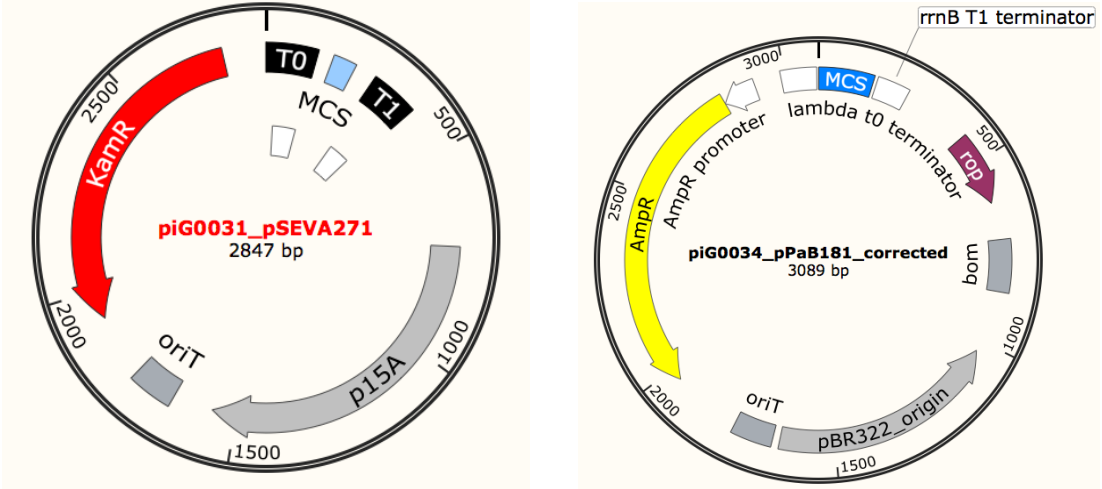 T0
MCS
T1
500
KamR
2500
piG0031_pSEVA271
2847 bp
2000
oriT
p15A
1000
1500
rrnB T1 terminator
3000
MCS
lambda t0 terminator
AmpR promoter
500
rop
2500
AmpR
piG0034_pPaB181_corrected
3089 bp
bom
1000
2000
oriT
pBR322_origin
1500